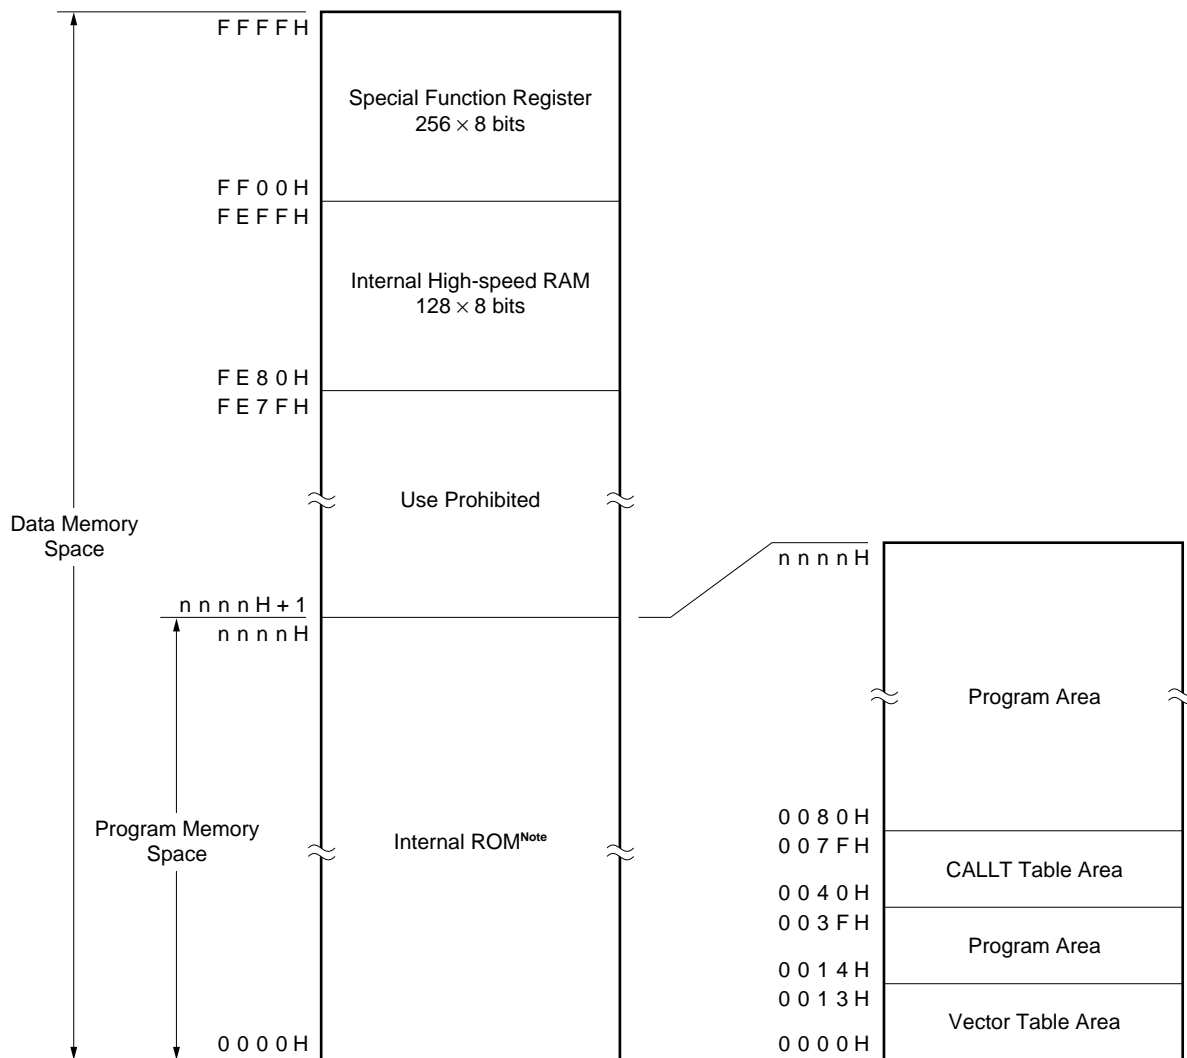 FFFFH
Special Function Register
256 × 8 bits
FF00H
FEFFH
Internal High-speed RAM
128 × 8 bits
FE80H
FE7FH
Use Prohibited
Data Memory
Space
nnnnH+1
nnnnH
Program Memory
Space
Internal ROMNote
0000H
nnnnH
Program Area
0080H
007FH
CALLT Table Area
0040H
003FH
Program Area
0014H
0013H
Vector Table Area
0000H